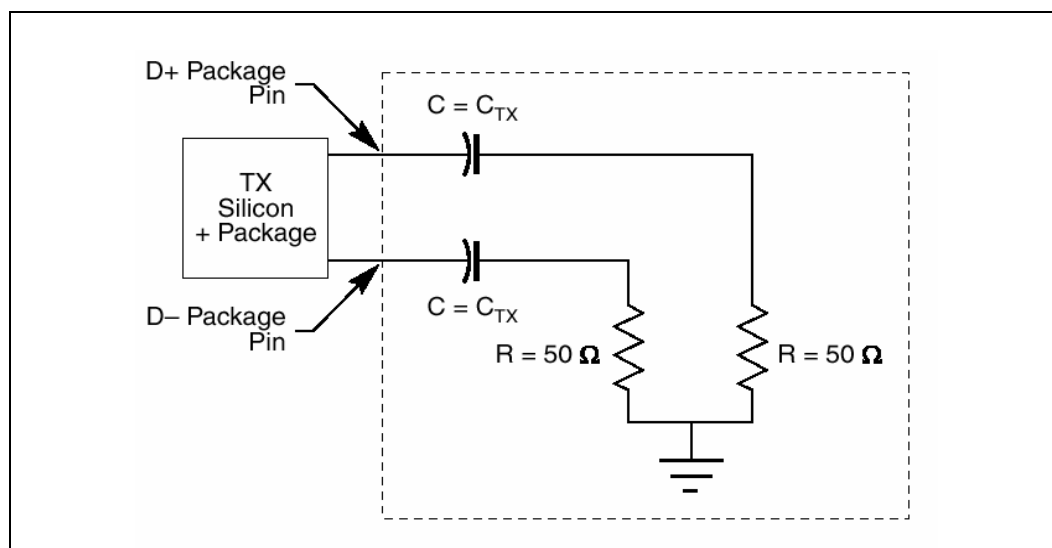 D+ Package
Pin
C = CTX
TX
Silicon
+ Package
D– Package
Pin
C = CTX
R = 50 Ω
R = 50 Ω